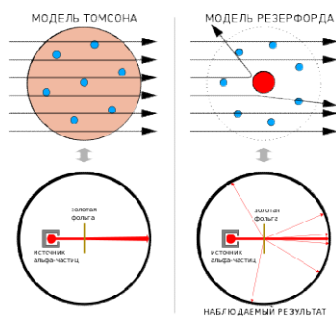 МОДЕЛЬ ТОМСОНА
МОДЕЛЬ РЕЗЕРФОРДА
золотая
фольга
источник
альфа-частиц
золотая
фольга
источник
альфа-частиц
НАБЛЮДАЕМЫЙ РЕЗУЛЬТАТ